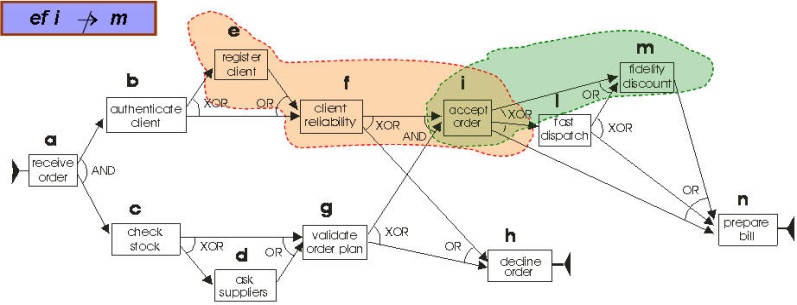 ef i ↛ m
e
register
client
b
authenticate
client
XOR
OR
f
client
reliability
XOR
AND
i
accept
order
XOR
l
fast
dispatch
OR
XOR
m
fidelity
discount
a
receive
order
AND
c
check
stock
XOR
OR
d
ask
suppliers
g
validate
order plan
XOR
OR
h
decline
order
OR
n
prepare
bill